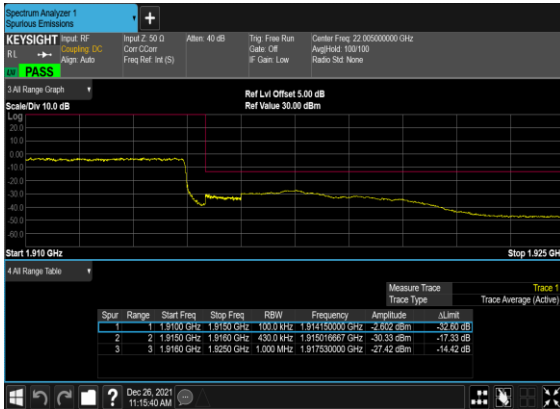 Spectrum Analyzer 1
Spurious Emissions
KEYSIGHT Input: RF Input Z: 50 Ω Atten: 40 dB Trig: Free Run Center Freq: 22.005000000 GHz
RL Coupling: DC Corr CCorr Gate: Off Avg|Hold: 100/100
Align: Auto Freq Ref: Int (S) IF Gain: Low Radio Std: None
PASS
3 All Range Graph
Ref Lvl Offset 5.00 dB
Scale/Div 10.0 dB Ref Value 30.00 dBm
Log
20.0
10.0
0.00
-10.0
-20.0
-30.0
-40.0
-50.0
-60.0
Start 1.910 GHz Stop 1.925 GH
4 All Range Table
Measure Trace Trace 1
Trace Type Trace Average (Active)
Spur Range Start Freq Stop Freq RBW Frequency Amplitude ΔLimit
1 1 1.9100 GHz 1.9150 GHz 100.0 kHz 1.914150000 GHz -2.602 dBm -32.60 dB
2 2 1.9150 GHz 1.9160 GHz 430.0 kHz 1.915016667 GHz -30.33 dBm -17.33 dB
3 3 1.9160 GHz 1.9250 GHz 1.000 MHz 1.917530000 GHz -27.42 dBm -14.42 dB
Dec 26, 2021
11:15:40 AM